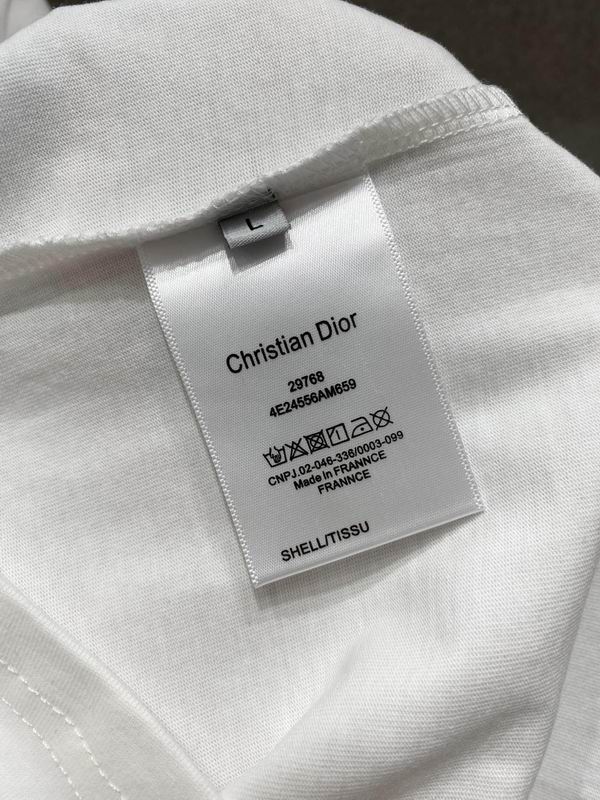 L
Christian Dior
29768
4E24556AM659
CNPJ.02-046-336/0003-099
Made In FRANNCE
FRANNCE
SHELL/TISSU